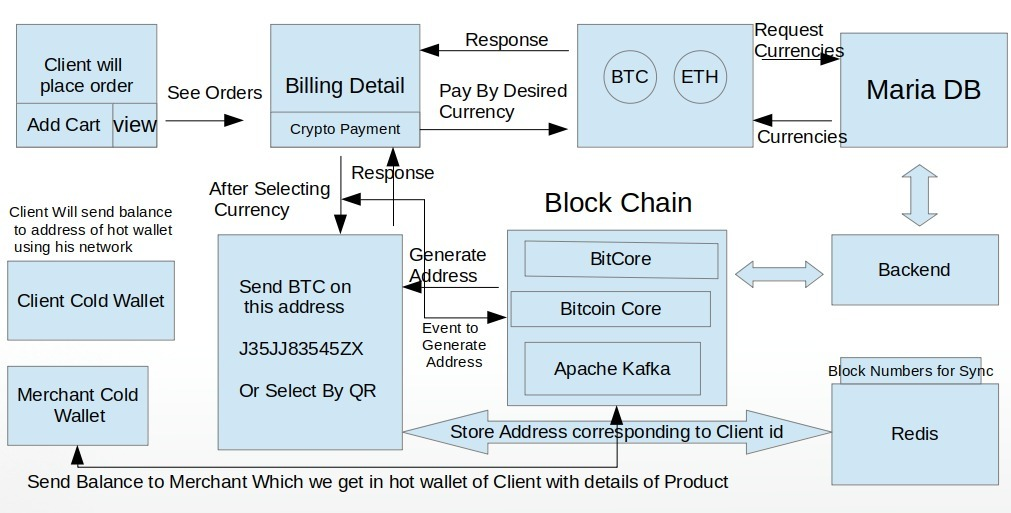 Client will
place order
Add Cart
view
See Orders
Billing Detail
Crypto Payment
Response
Pay By Desired
Currency
BTC
ETH
Request
Currencies
Currencies
Maria DB
After Selecting
Currency
Response
Client Will send balance
to address of hot wallet
using his network
Client Cold Wallet
Merchant Cold
Wallet
Send BTC on
this address
J35JJ83545ZX
Or Select By QR
Generate
Address
Event to
Generate
Address
Block Chain
BitCore
Bitcoin Core
Apache Kafka
Backend
Block Numbers for Sync
Redis
Store Address corresponding to Client id
Send Balance to Merchant Which we get in hot wallet of Client with details of Product